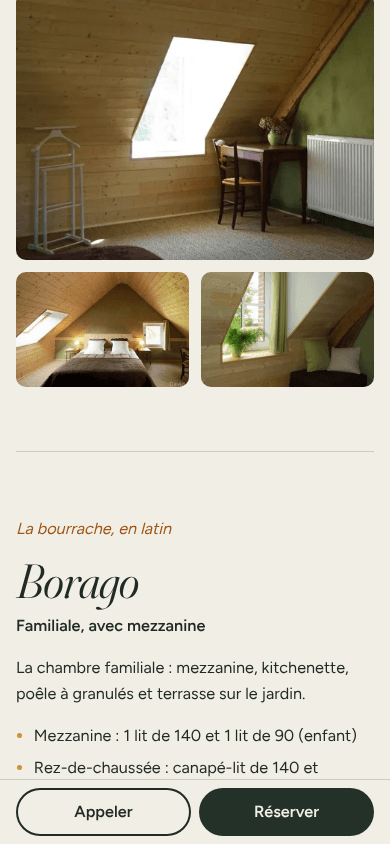 La bourrache, en latin
Borago
Familiale, avec mezzanine
La chambre familiale : mezzanine, kitchenette,
poêle à granulés et terrasse sur le jardin.
Mezzanine : 1 lit de 140 et 1 lit de 90 (enfant)
Rez-de-chaussée : canapé-lit de 140 et
Appeler
Réserver